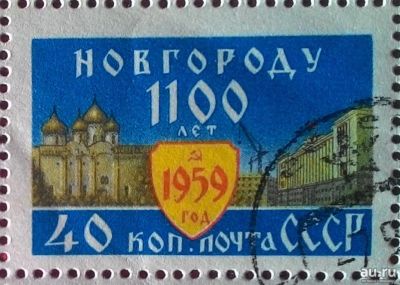 НОВГОРОДУ
1100
ЛЕТ
1959
ГОД
40 КОП. ПОЧТА СССР
au.ru